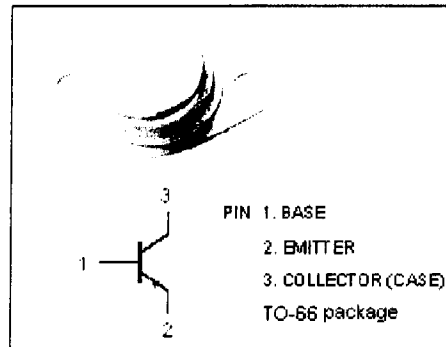 3
PIN 1. BASE
1
2. EMITTER
3. COLLECTOR (CASE)
2
TO-66 package